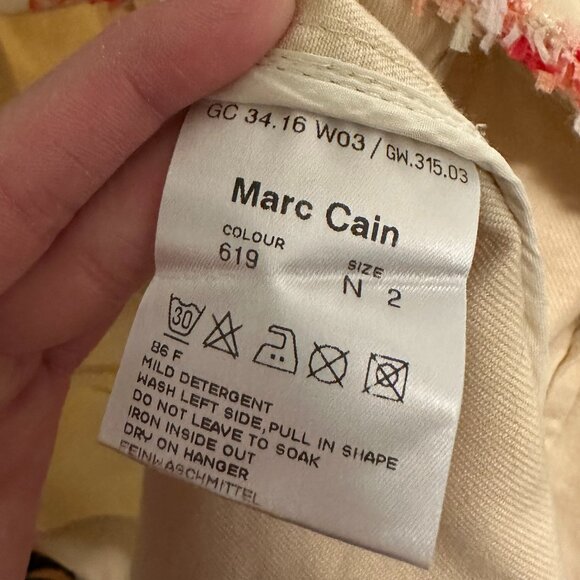 GC 34.16 W03 / GW.315.03
Marc Cain
COLOUR
619
SIZE
N 2
30
86 F
MILD DETERGENT
WASH LEFT SIDE, PULL IN SHAPE
DO NOT LEAVE TO SOAK
IRON INSIDE OUT
DRY ON HANGER
FEINWASCHMITTEL